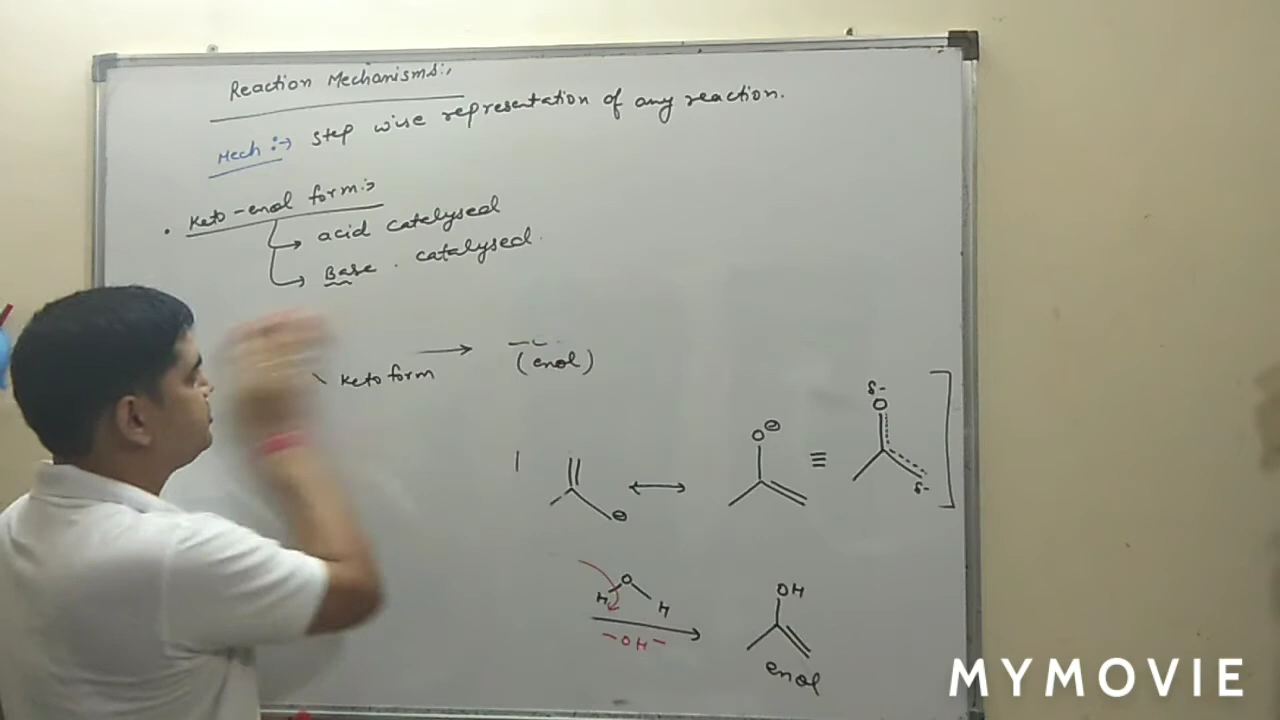 Reaction Mechanisms:,
Mech :→ Step wise representation of any reaction.
• Keto-enol form:>
→ acid catalysed
→ Base . catalysed.
Keto form → (enol)
δ-
O⊖ ≡ O
⊖ ↔ δ-
O
H H
-OH-
OH
enol
MYMOVIE